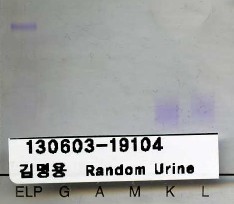 130603-19104
김명용 Random Urine
ELP G A M K L